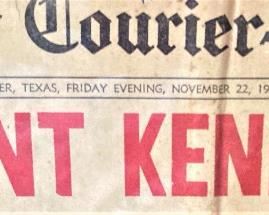 Courier-
ER, TEXAS, FRIDAY EVENING, NOVEMBER 22, 19
NT KEN